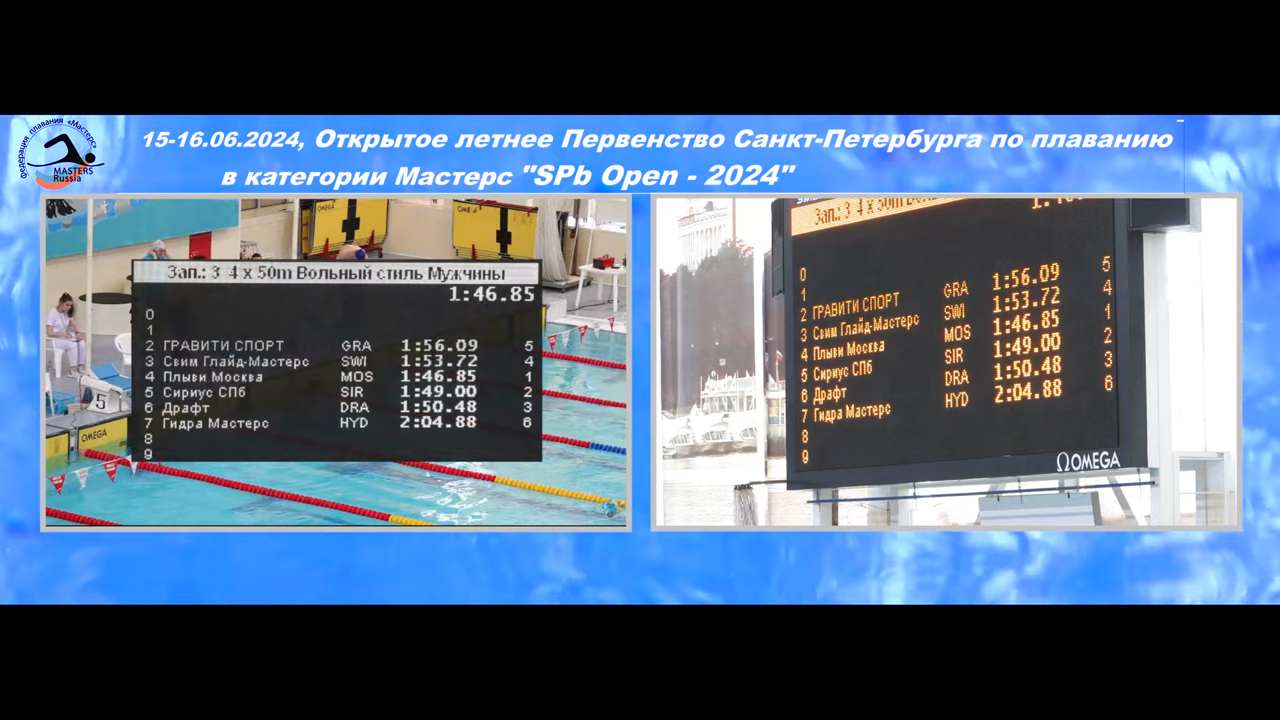 Федерация плавания «Мастерс»
MASTERS
Russia
15-16.06.2024, Открытое летнее Первенство Санкт-Петербурга по плаванию
в категории Мастерс "SPb Open - 2024"
OMEGA
Зап.: 3 4 x 50m Вольный стиль Мужчины
1:46.85
0
1
2 ГРАВИТИ СПОРТ GRA 1:56.09 5
3 Свим Глайд-Мастерс SWI 1:53.72 4
4 Плыви Москва MOS 1:46.85 1
5 Сириус СПб SIR 1:49.00 2
6 Драфт DRA 1:50.48 3
7 Гидра Мастерс HYD 2:04.88 6
8
9
5
OMEGA
Зап.: 3 4 x 50m
0
1
2 ГРАВИТИ СПОРТ GRA 1:56.09 5
3 Свим Глайд-Мастерс SWI 1:53.72 4
4 Плыви Москва MOS 1:46.85 1
5 Сириус СПб SIR 1:49.00 2
6 Драфт DRA 1:50.48 3
7 Гидра Мастерс HYD 2:04.88 6
8
9
ΩOMEGA